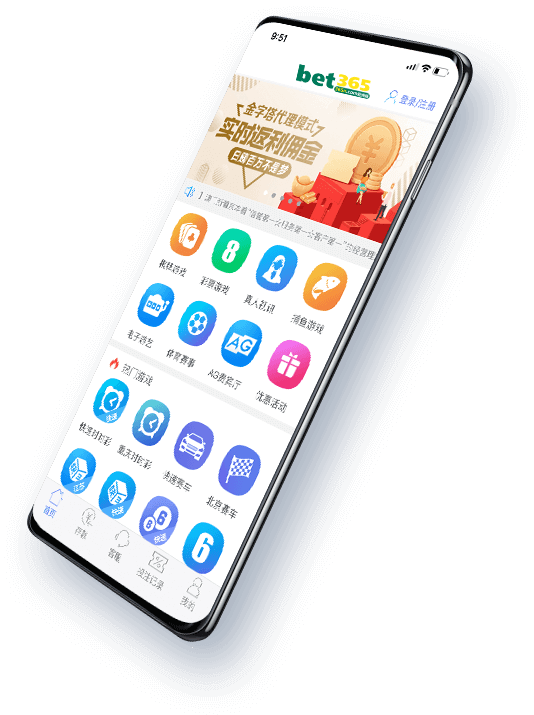 9:51
bet365
登录/注册
金字塔代理模式
实时返利佣金
日赚百万不是梦
棋牌游戏
彩票游戏
真人视讯
捕鱼游戏
电子游艺
体育赛事
AG贵宾厅
优惠活动
热门游戏
快速时时彩
重庆时时彩
快速赛车
北京赛车
首页
存款
客服
投注记录
我的